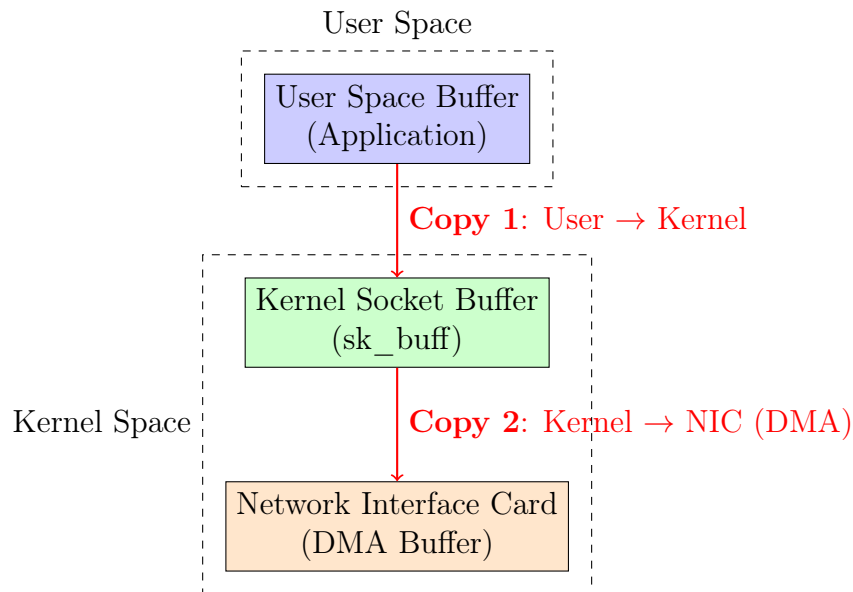 User Space
User Space Buffer
(Application)
Copy 1: User → Kernel
Kernel Socket Buffer
(sk_buff)
Kernel Space
Copy 2: Kernel → NIC (DMA)
Network Interface Card
(DMA Buffer)